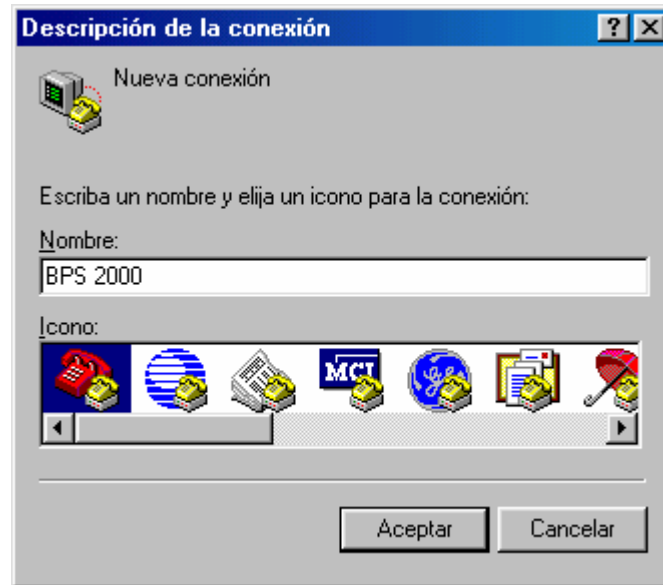 Descripción de la conexión
Nueva conexión
Escriba un nombre y elija un icono para la conexión:
Nombre:
BPS 2000
Icono:
MCI
Aceptar
Cancelar